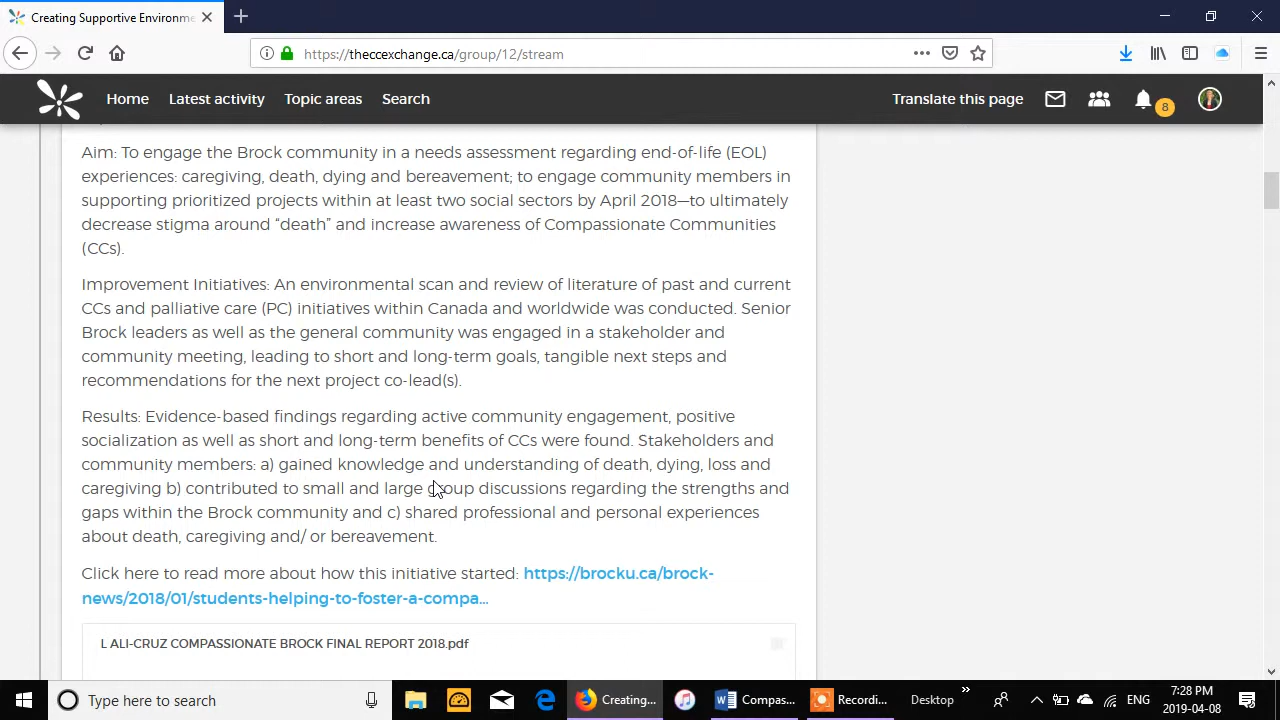 Creating Supportive Environme
https://theccexchange.ca/group/12/stream
Home
Latest activity
Topic areas
Search
Translate this page
8
Aim: To engage the Brock community in a needs assessment regarding end-of-life (EOL)
experiences: caregiving, death, dying and bereavement; to engage community members in
supporting prioritized projects within at least two social sectors by April 2018—to ultimately
decrease stigma around “death” and increase awareness of Compassionate Communities
(CCs).
Improvement Initiatives: An environmental scan and review of literature of past and current
CCs and palliative care (PC) initiatives within Canada and worldwide was conducted. Senior
Brock leaders as well as the general community was engaged in a stakeholder and
community meeting, leading to short and long-term goals, tangible next steps and
recommendations for the next project co-lead(s).
Results: Evidence-based findings regarding active community engagement, positive
socialization as well as short and long-term benefits of CCs were found. Stakeholders and
community members: a) gained knowledge and understanding of death, dying, loss and
caregiving b) contributed to small and large group discussions regarding the strengths and
gaps within the Brock community and c) shared professional and personal experiences
about death, caregiving and/ or bereavement.
Click here to read more about how this initiative started: https://brocku.ca/brock-
news/2018/01/students-helping-to-foster-a-compa...
L ALI-CRUZ COMPASSIONATE BROCK FINAL REPORT 2018.pdf
Type here to search
Creating...
Compas...
Recordi...
Desktop
ENG
7:28 PM
2019-04-08